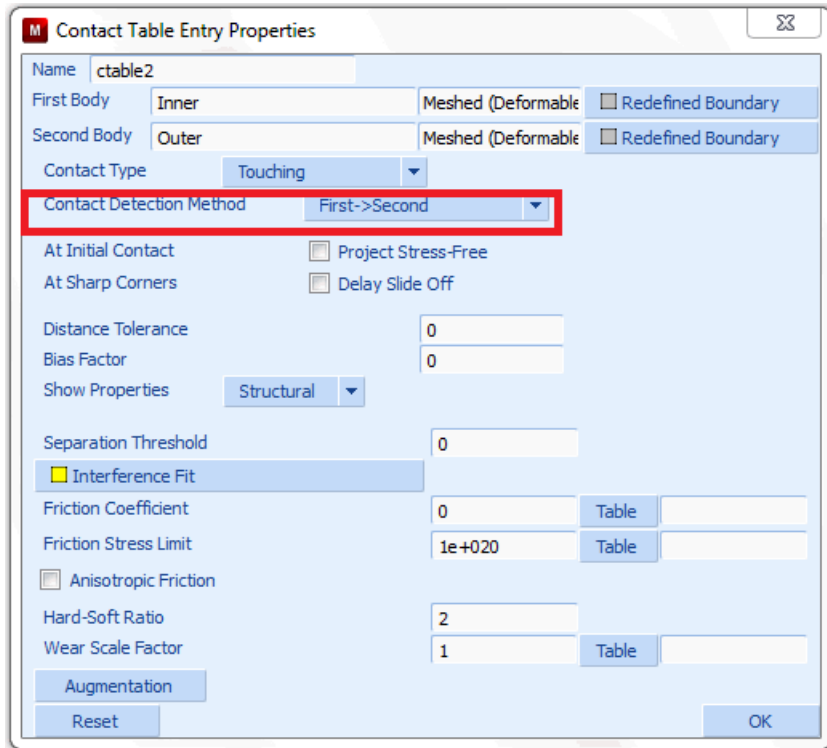 M Contact Table Entry Properties
Name ctable2
First Body Inner Meshed (Deformable Redefined Boundary
Second Body Outer Meshed (Deformable Redefined Boundary
Contact Type Touching
Contact Detection Method First->Second
At Initial Contact Project Stress-Free
At Sharp Corners Delay Slide Off
Distance Tolerance 0
Bias Factor 0
Show Properties Structural
Separation Threshold 0
Interference Fit
Friction Coefficient 0 Table
Friction Stress Limit 1e+020 Table
Anisotropic Friction
Hard-Soft Ratio 2
Wear Scale Factor 1 Table
Augmentation
Reset OK